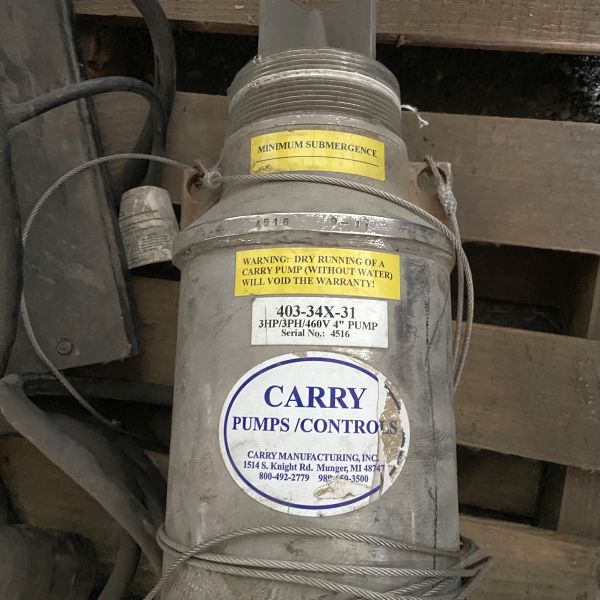 MINIMUM SUBMERGENCE
4516
WARNING: DRY RUNNING OF A
CARRY PUMP (WITHOUT WATER)
WILL VOID THE WARRANTY!
403-34X-31
3HP/3PH/460V 4" PUMP
Serial No.: 4516
CARRY
PUMPS /CONTROLS
CARRY MANUFACTURING, INC.
1514 S. Knight Rd. Munger, MI 48747
800-492-2779